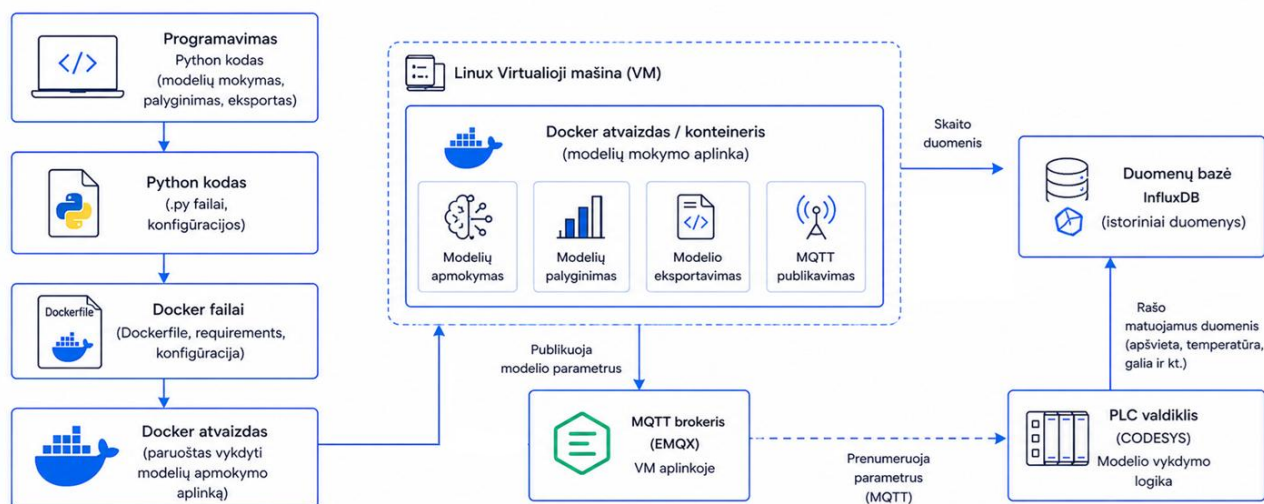 Programavimas
Python kodas
(modelių mokymas,
palyginimas, eksportas)
Python kodas
(.py failai,
konfigūracijos)
Dockerfile
Docker failai
(Dockerfile, requirements,
konfigūracija)
Docker atvaizdas
(paruoštas vykdyti
modelių apmokymo
aplinką)
Linux Virtualioji mašina (VM)
Docker atvaizdas / konteineris
(modelių mokymo aplinka)
Modelių
apmokymas
Modelių
palyginimas
Modelio
eksportavimas
MQTT
publikavimas
Publikuoja
modelio parametrus
MQTT brokeris
(EMQX)
VM aplinkoje
Skaito
duomenis
Duomenų bazė
InfluxDB
(istoriniai duomenys)
Rašo
matuojamus duomenis
(apšvieta, temperatūra,
galia ir kt.)
Prenumeruoja
parametrus
(MQTT)
PLC valdiklis
(CODESYS)
Modelio vykdymo
logika